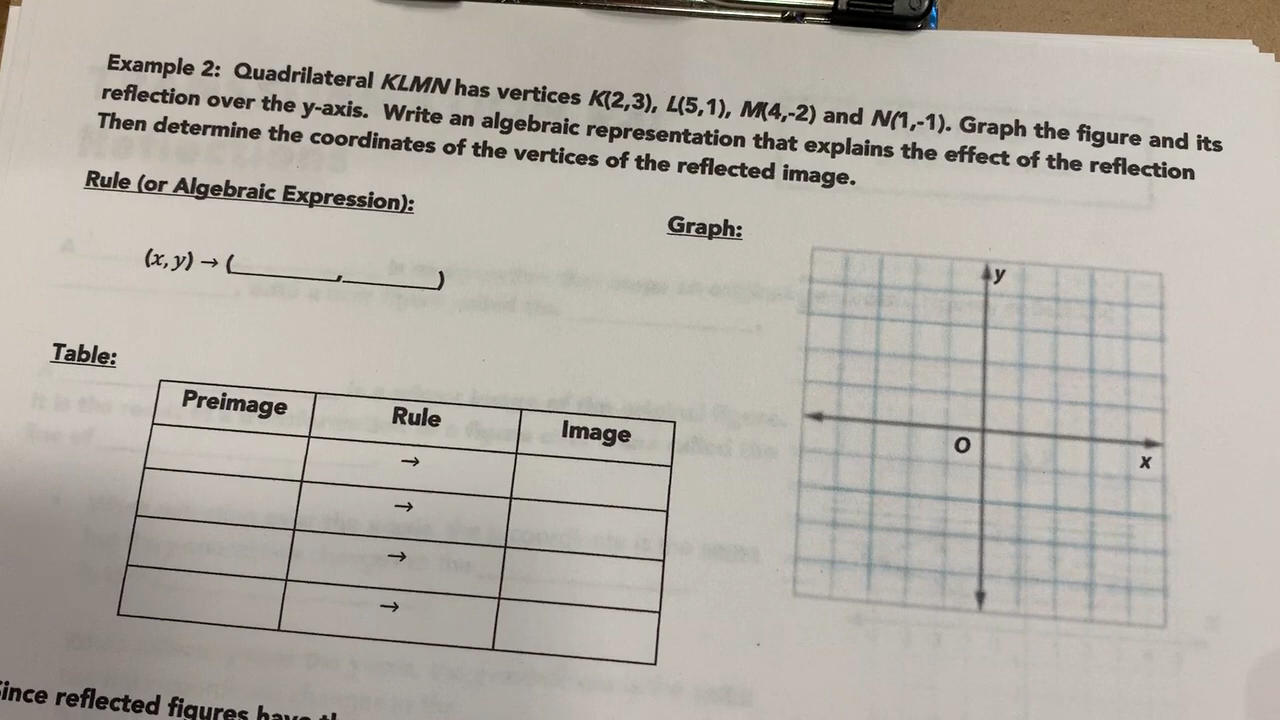 Example 2: Quadrilateral KLMN has vertices K(2,3), L(5,1), M(4,-2) and N(1,-1). Graph the figure and its
reflection over the y-axis. Write an algebraic representation that explains the effect of the reflection
Then determine the coordinates of the vertices of the reflected image.
Rule (or Algebraic Expression):
Graph:
(x, y) → (________,________)
y
O
x
Table:
Preimage Rule Image
→
→
→
→
reflected figures